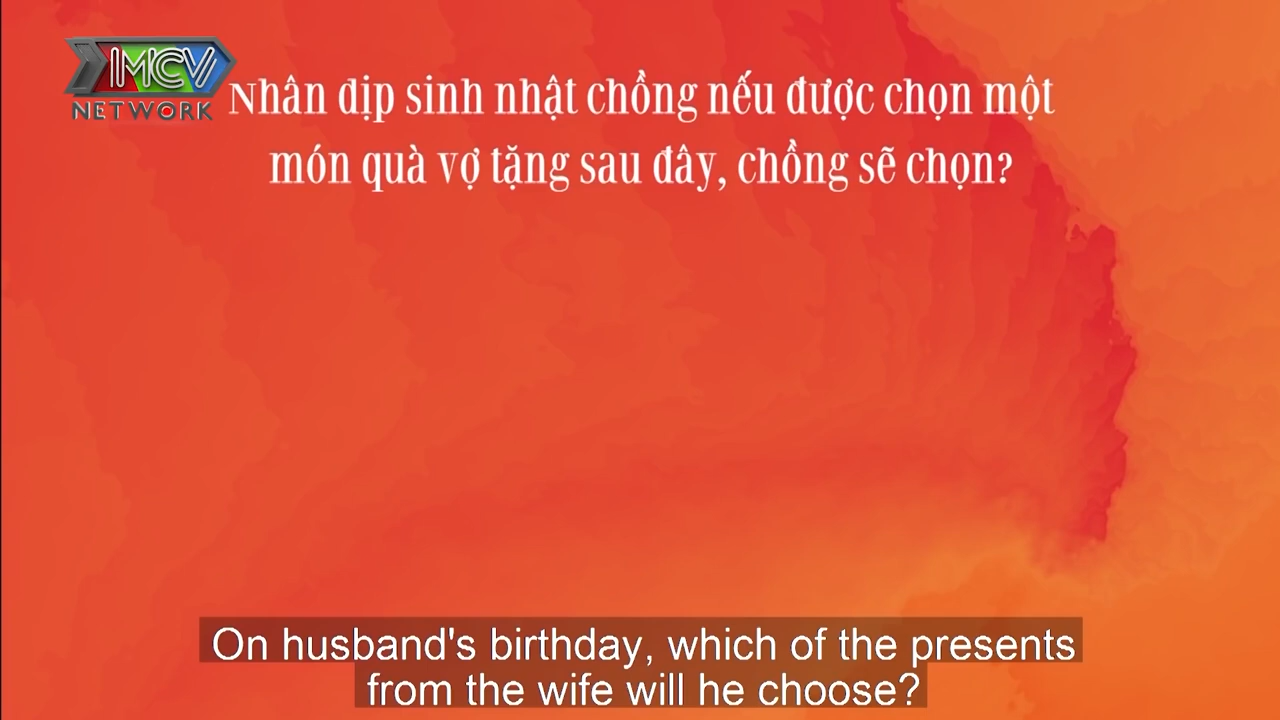 MCV
NETWORK
Nhân dịp sinh nhật chồng nếu được chọn một
món quà vợ tặng sau đây, chồng sẽ chọn?
On husband's birthday, which of the presents
from the wife will he choose?